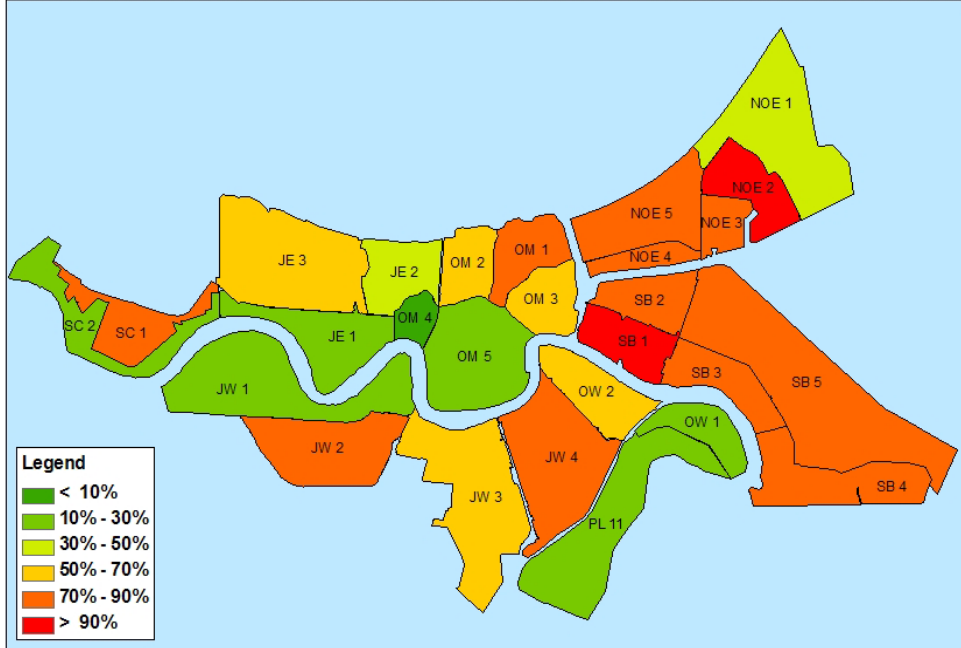 NOE 1
NOE 2
NOE 5
NOE 3
OM 1
NOE 4
JE 3
JE 2
OM 2
OM 3
SB 2
SC 2
SC 1
JE 1
OM 4
SB 1
OM 5
SB 3
SB 5
JW 1
OW 2
OW 1
JW 2
JW 4
JW 3
SB 4
PL 11
Legend
< 10%
10% - 30%
30% - 50%
50% - 70%
70% - 90%
> 90%